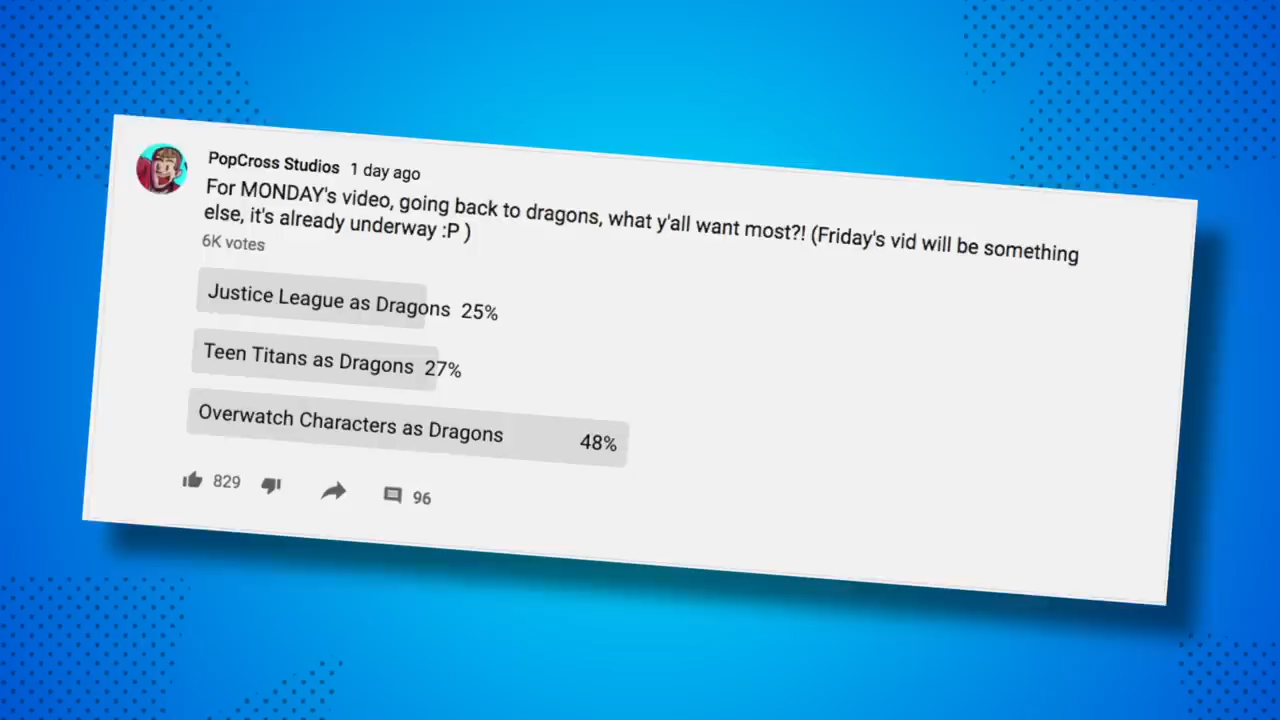 PopCross Studios 1 day ago
For MONDAY's video, going back to dragons, what y'all want most?! (Friday's vid will be something
else, it's already underway :P )
6K votes
Justice League as Dragons 25%
Teen Titans as Dragons 27%
Overwatch Characters as Dragons 48%
829 96